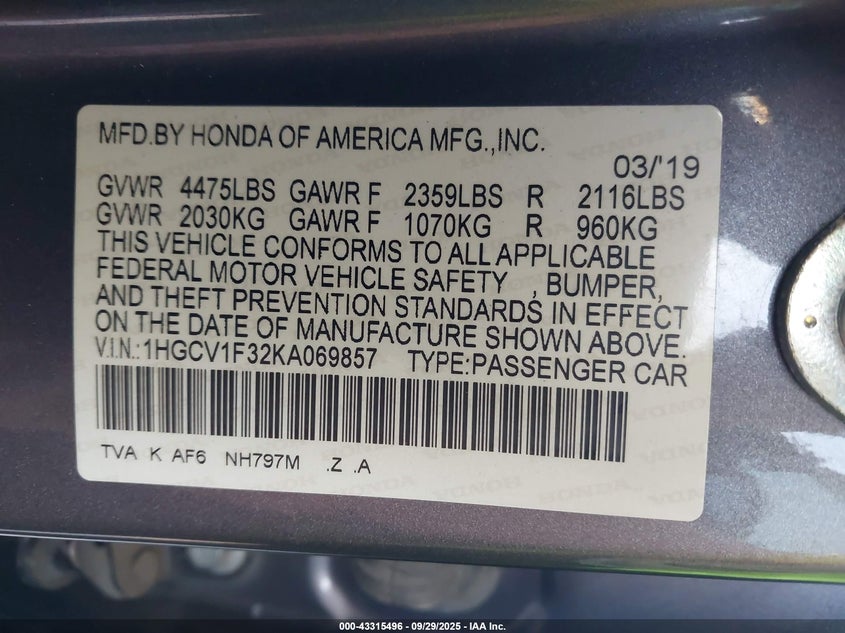 MFD.BY HONDA OF AMERICA MFG.,INC.
03/'19
GVWR 4475LBS GAWR F 2359LBS R 2116LBS
GVWR 2030KG GAWR F 1070KG R 960KG
THIS VEHICLE CONFORMS TO ALL APPLICABLE
FEDERAL MOTOR VEHICLE SAFETY , BUMPER,
AND THEFT PREVENTION STANDARDS IN EFFECT
ON THE DATE OF MANUFACTURE SHOWN ABOVE.
V.I.N.:1HGCV1F32KA069857 TYPE:PASSENGER CAR
TVA K AF6 NH797M .Z .A
000-43315496 - 09/29/2025 - IAA Inc.